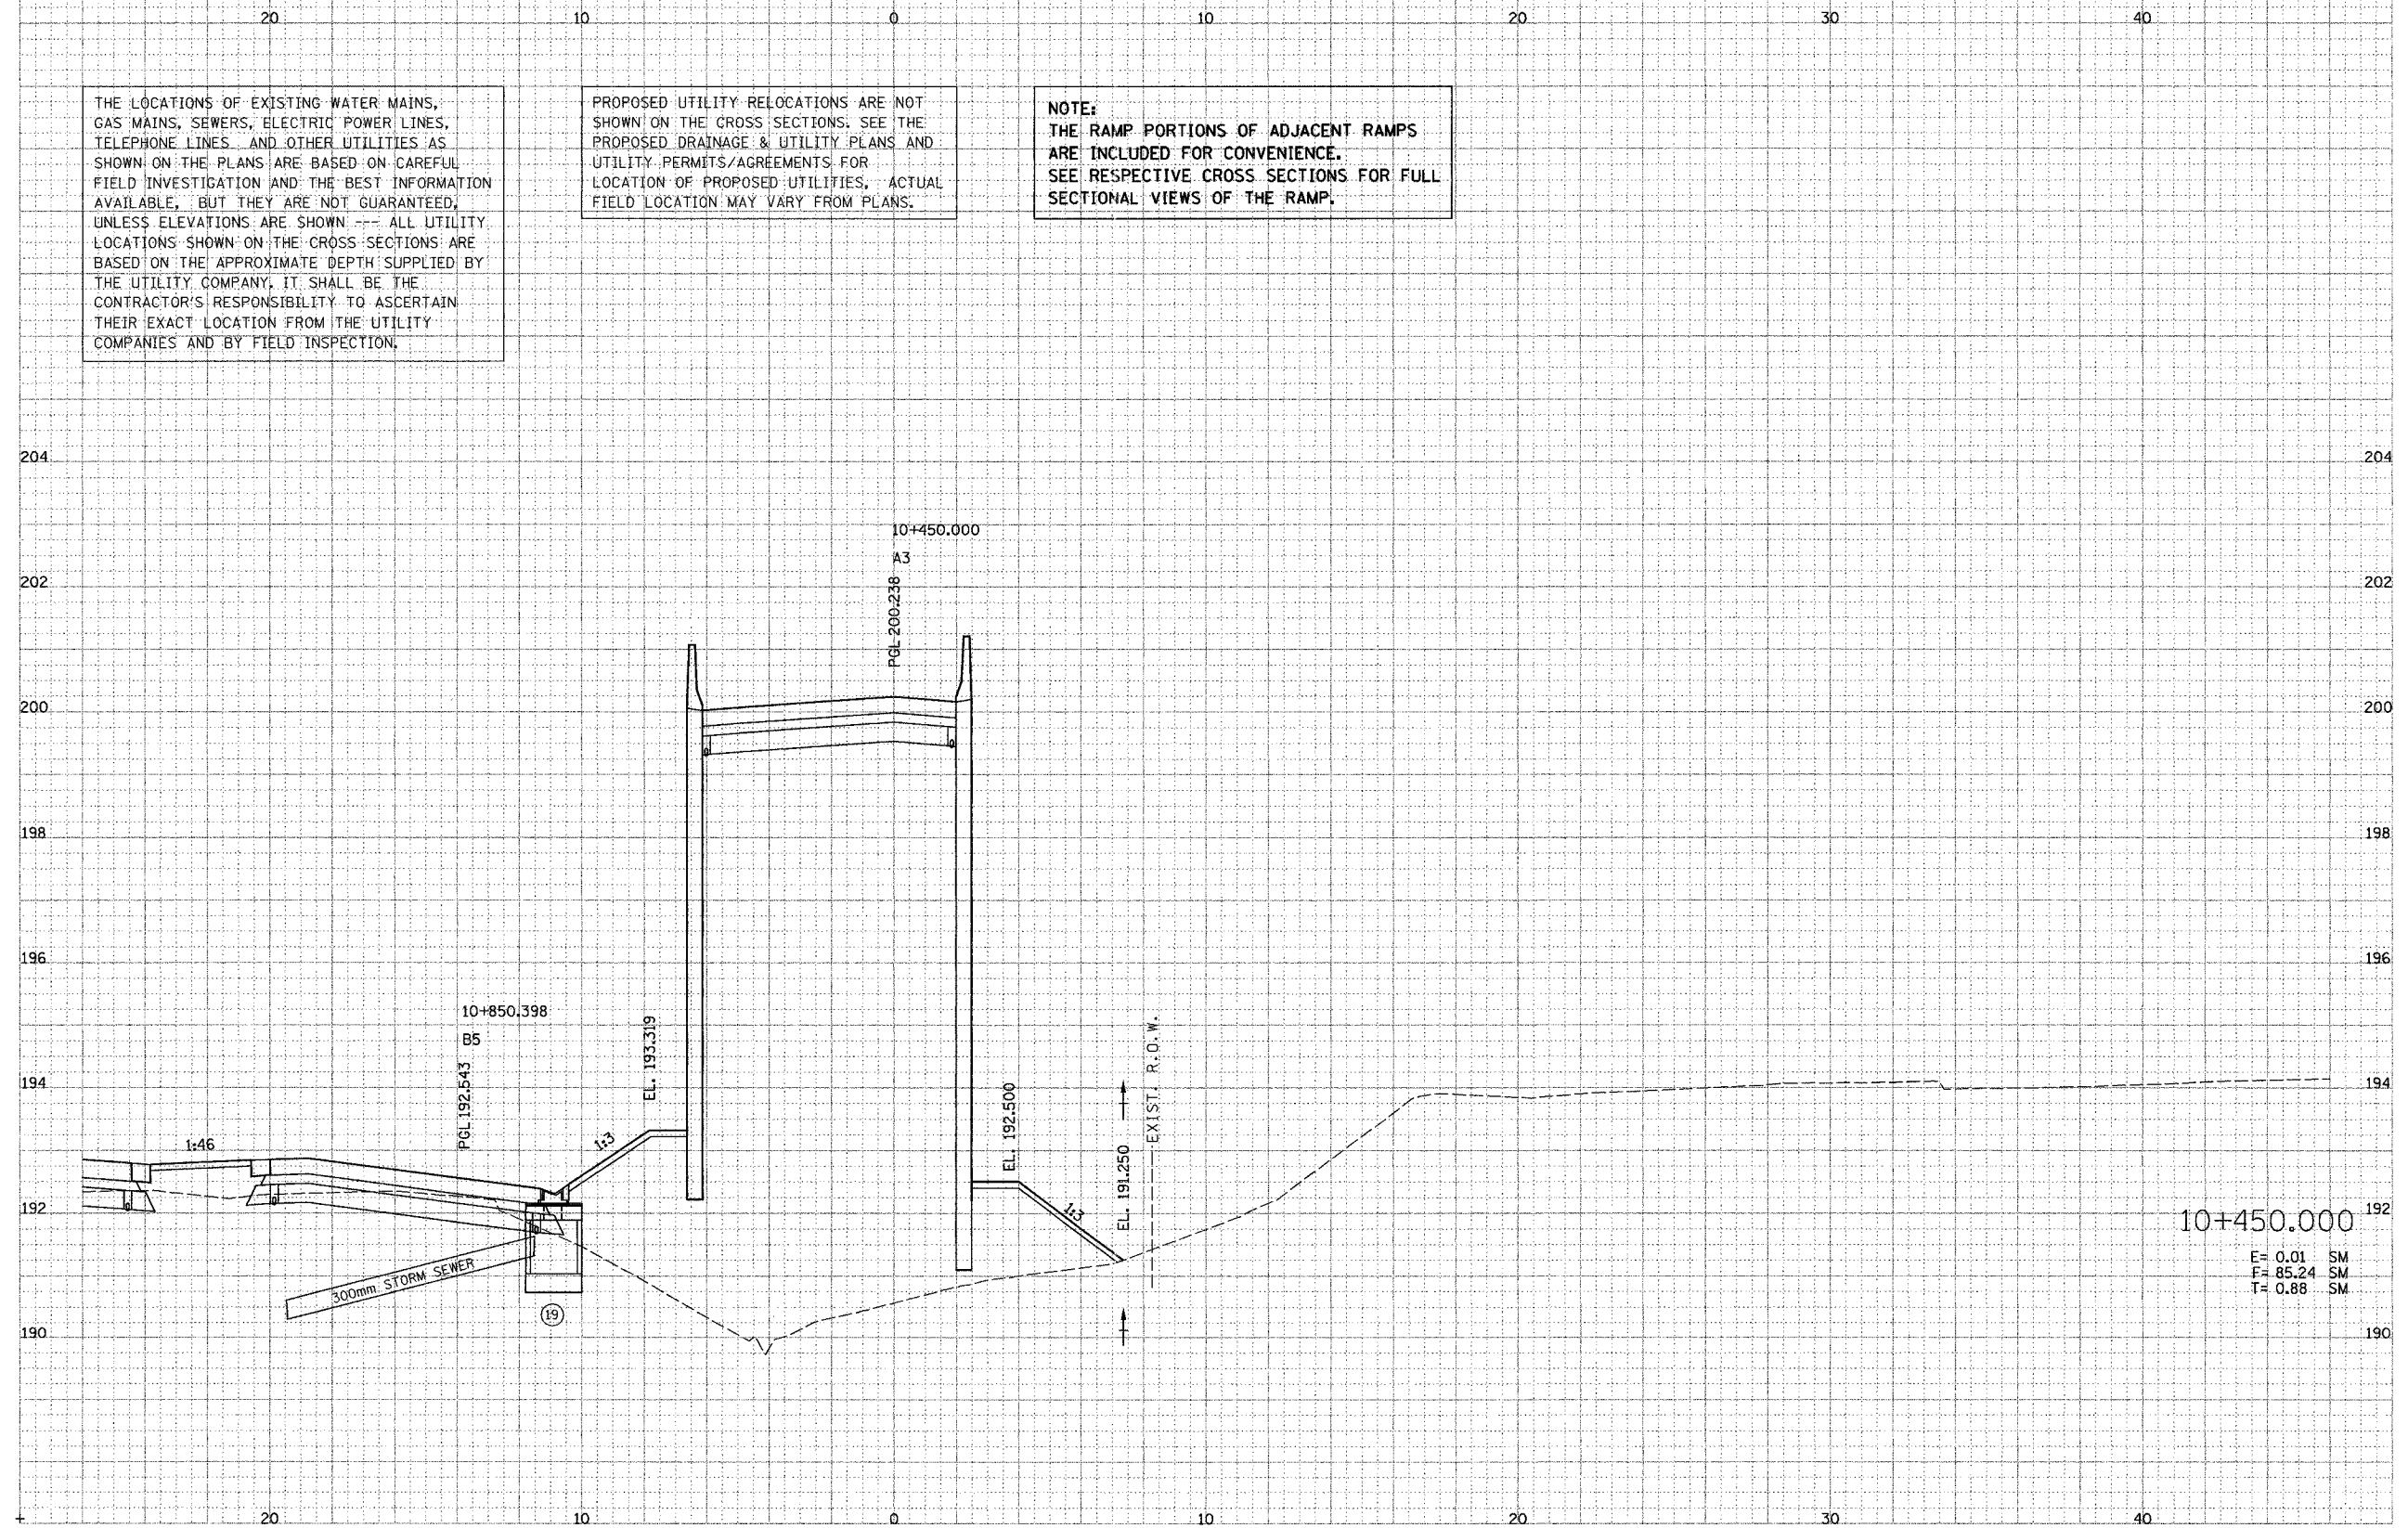 20 10 0 10 20 30 40
THE LOCATIONS OF EXISTING WATER MAINS,
GAS MAINS, SEWERS, ELECTRIC POWER LINES,
TELEPHONE LINES AND OTHER UTILITIES AS
SHOWN ON THE PLANS ARE BASED ON CAREFUL
FIELD INVESTIGATION AND THE BEST INFORMATION
AVAILABLE, BUT THEY ARE NOT GUARANTEED,
UNLESS ELEVATIONS ARE SHOWN --- ALL UTILITY
LOCATIONS SHOWN ON THE CROSS SECTIONS ARE
BASED ON THE APPROXIMATE DEPTH SUPPLIED BY
THE UTILITY COMPANY. IT SHALL BE THE
CONTRACTOR'S RESPONSIBILITY TO ASCERTAIN
THEIR EXACT LOCATION FROM THE UTILITY
COMPANIES AND BY FIELD INSPECTION.
PROPOSED UTILITY RELOCATIONS ARE NOT
SHOWN ON THE CROSS SECTIONS. SEE THE
PROPOSED DRAINAGE & UTILITY PLANS AND
UTILITY PERMITS/AGREEMENTS FOR
LOCATION OF PROPOSED UTILITIES. ACTUAL
FIELD LOCATION MAY VARY FROM PLANS.
NOTE:
THE RAMP PORTIONS OF ADJACENT RAMPS
ARE INCLUDED FOR CONVENIENCE.
SEE RESPECTIVE CROSS SECTIONS FOR FULL
SECTIONAL VIEWS OF THE RAMP.
204 204
10+450.000
A3
PGL 200.238
202 202
200 200
198 198
196 196
10+850.398
B5
PGL 192.543
EL. 193.319
EXIST. R.O.W.
194 194
EL. 192.500
EL. 191.250
1:46
1:3
1:3
192 192
10+450.000
E= 0.01 SM
F= 85.24 SM
T= 0.88 SM
300mm STORM SEWER
19
190 190
20 10 0 10 20 30 40